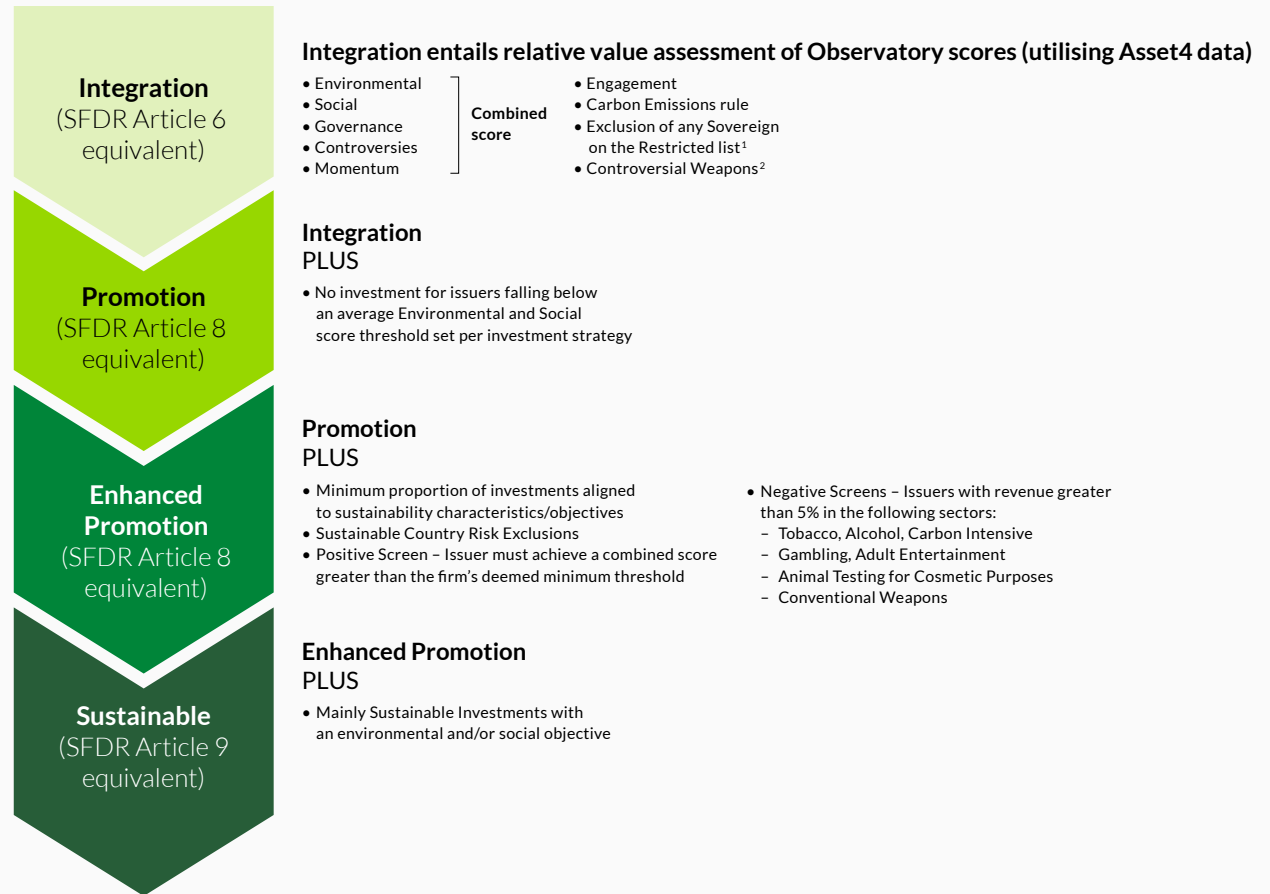 Integration
(SFDR Article 6
equivalent)
Integration entails relative value assessment of Observatory scores (utilising Asset4 data)
• Environmental
• Social
• Governance
• Controversies
• Momentum
Combined
score
• Engagement
• Carbon Emissions rule
• Exclusion of any Sovereign
on the Restricted list¹
• Controversial Weapons²
Promotion
(SFDR Article 8
equivalent)
Integration
PLUS
• No investment for issuers falling below
an average Environmental and Social
score threshold set per investment strategy
Enhanced
Promotion
(SFDR Article 8
equivalent)
Promotion
PLUS
• Minimum proportion of investments aligned
to sustainability characteristics/objectives
• Sustainable Country Risk Exclusions
• Positive Screen – Issuer must achieve a combined score
greater than the firm's deemed minimum threshold
• Negative Screens – Issuers with revenue greater
than 5% in the following sectors:
– Tobacco, Alcohol, Carbon Intensive
– Gambling, Adult Entertainment
– Animal Testing for Cosmetic Purposes
– Conventional Weapons
Sustainable
(SFDR Article 9
equivalent)
Enhanced Promotion
PLUS
• Mainly Sustainable Investments with
an environmental and/or social objective